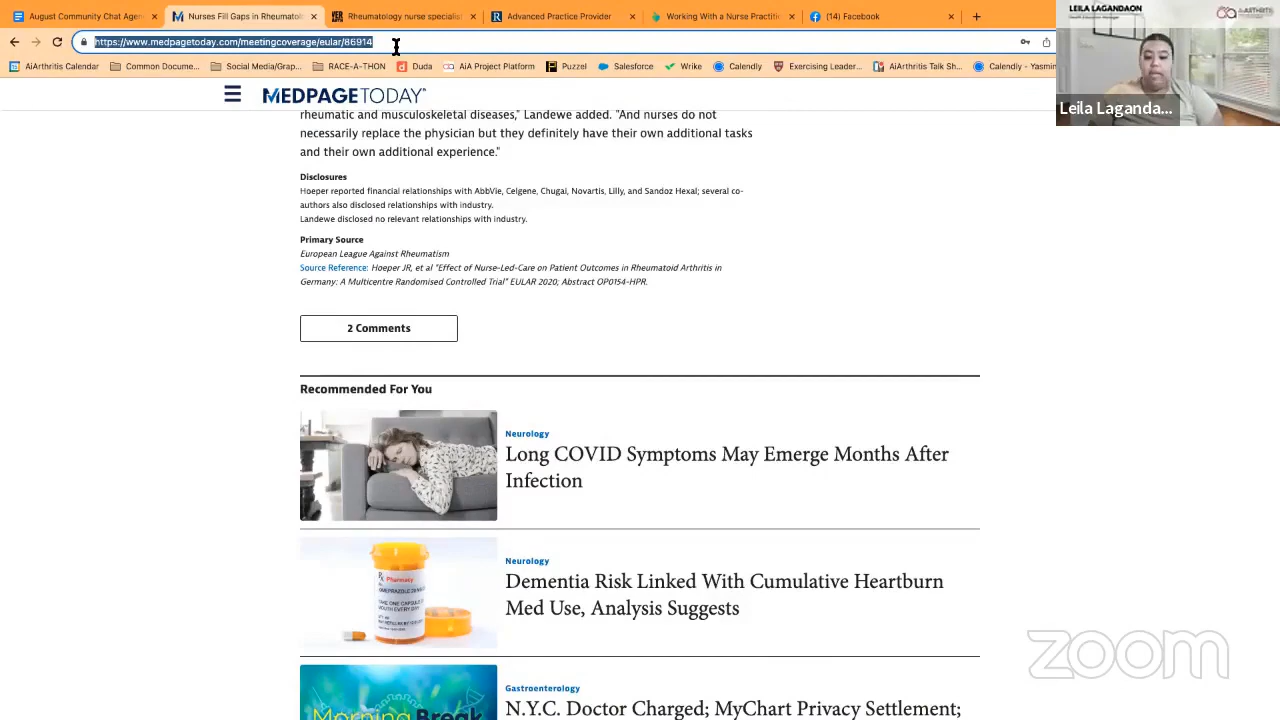 August Community Chat Agen
Nurses Fill Gaps in Rheumatolo
Rheumatology nurse specialis
Advanced Practice Provider
Working With a Nurse Practitio
(14) Facebook
https://www.medpagetoday.com/meetingcoverage/eular/86914
AiArthritis Calendar
Common Docume...
Social Media/Grap...
RACE-A-THON
Duda
AiA Project Platform
Puzzel
Salesforce
Wrike
Calendly
Exercising Leader...
AiArthritis Talk Sh...
Calendly - Yasmin
LEILA LAGANDAON
Leila Laganda...
MEDPAGE TODAY
rheumatic and musculoskeletal diseases," Landewe added. "And nurses do not
necessarily replace the physician but they definitely have their own additional tasks
and their own additional experience."
Disclosures
Hoeper reported financial relationships with AbbVie, Celgene, Chugai, Novartis, Lilly, and Sandoz Hexal; several co-
authors also disclosed relationships with industry.
Landewe disclosed no relevant relationships with industry.
Primary Source
European League Against Rheumatism
Source Reference: Hoeper JR, et al "Effect of Nurse-Led-Care on Patient Outcomes in Rheumatoid Arthritis in
Germany: A Multicentre Randomised Controlled Trial" EULAR 2020; Abstract OP0154-HPR.
2 Comments
Recommended For You
Neurology
Long COVID Symptoms May Emerge Months After
Infection
Neurology
Dementia Risk Linked With Cumulative Heartburn
Med Use, Analysis Suggests
Pharmacy
Gastroenterology
N.Y.C. Doctor Charged; MyChart Privacy Settlement;
Morning Break
zoom